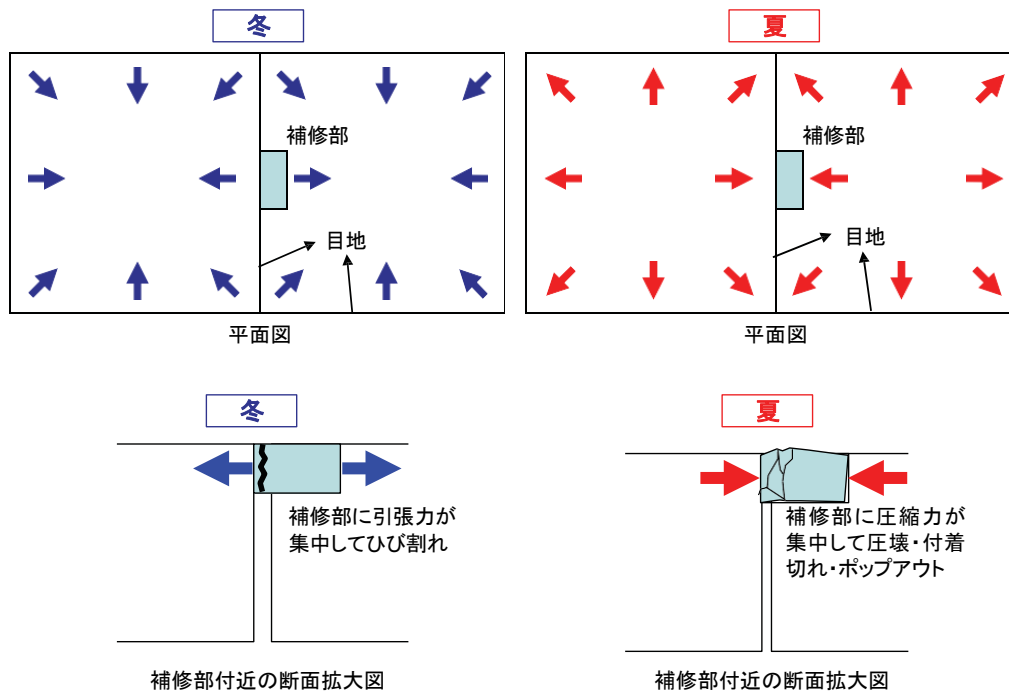 冬
夏
補修部
補修部
目地
目地
平面図
平面図
冬
夏
補修部に引張力が
集中してひび割れ
補修部に圧縮力が
集中して圧壊・付着
切れ・ポップアウト
補修部付近の断面拡大図
補修部付近の断面拡大図